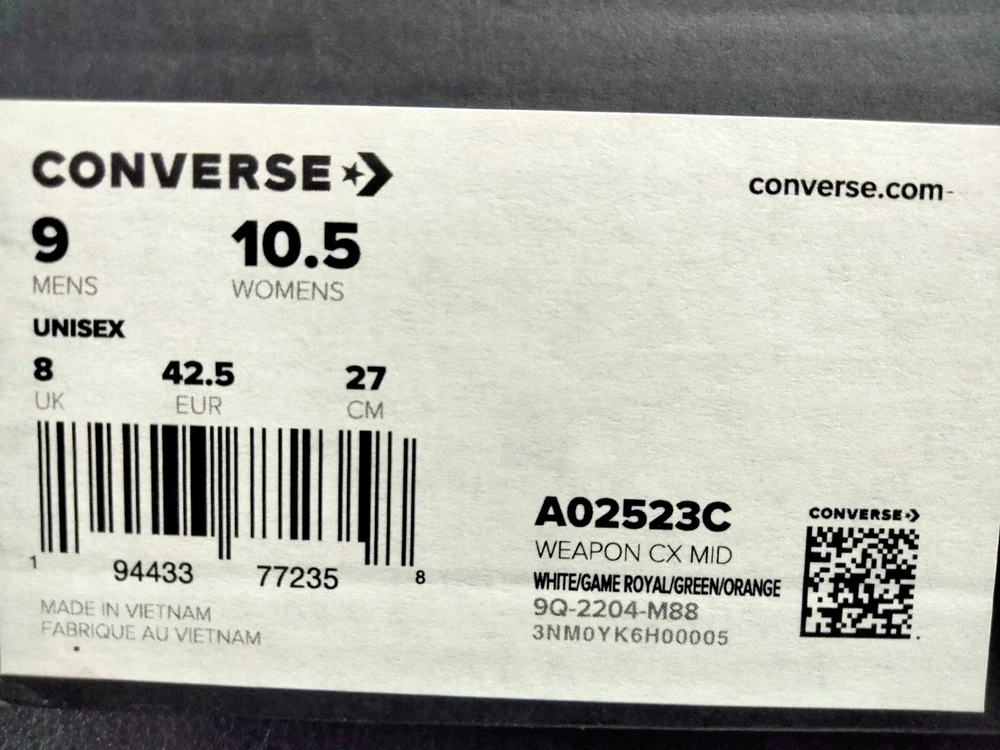 CONVERSE
converse.com
9 10.5
MENS WOMENS
UNISEX
8 42.5 27
UK EUR CM
1 94433 77235 8
MADE IN VIETNAM
FABRIQUE AU VIETNAM
A02523C
WEAPON CX MID
WHITE/GAME ROYAL/GREEN/ORANGE
9Q-2204-M88
3NM0YK6H00005
CONVERSE